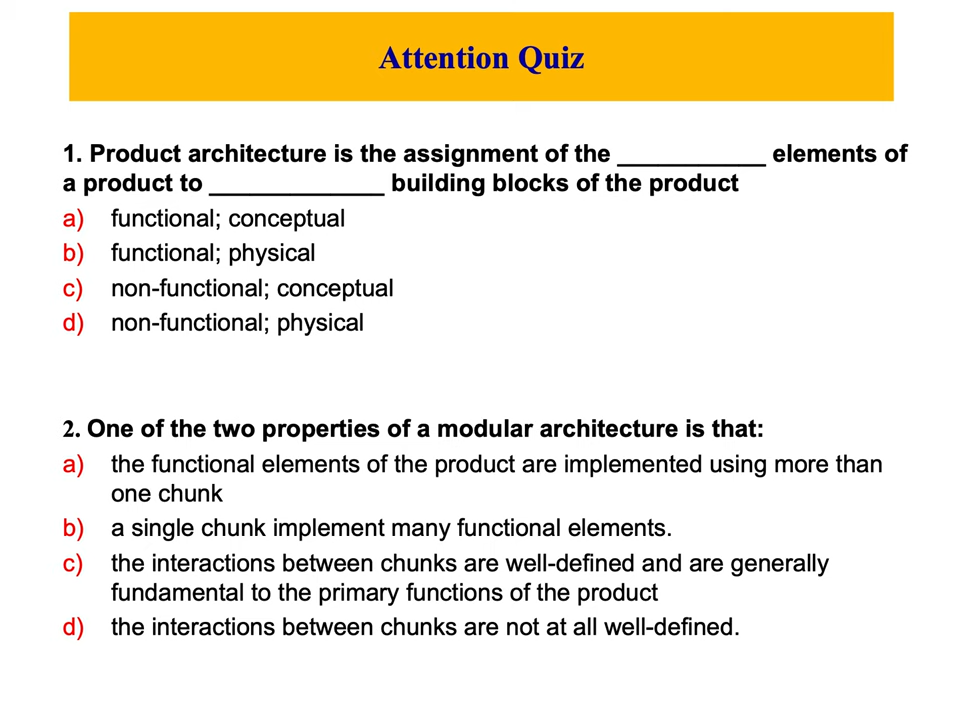 Attention Quiz
1. Product architecture is the assignment of the ___________ elements of
a product to _____________ building blocks of the product
a) functional; conceptual
b) functional; physical
c) non-functional; conceptual
d) non-functional; physical
2. One of the two properties of a modular architecture is that:
a) the functional elements of the product are implemented using more than
one chunk
b) a single chunk implement many functional elements.
c) the interactions between chunks are well-defined and are generally
fundamental to the primary functions of the product
d) the interactions between chunks are not at all well-defined.